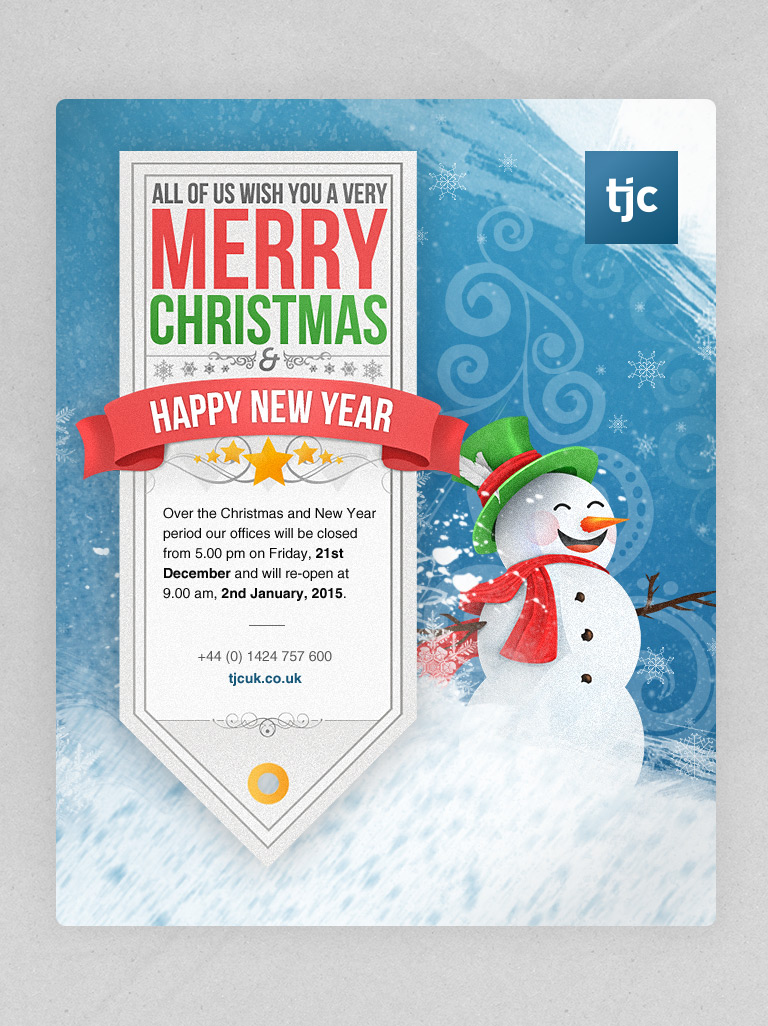 ALL OF US WISH YOU A VERY
MERRY
CHRISTMAS
&
HAPPY NEW YEAR
Over the Christmas and New Year
period our offices will be closed
from 5.00 pm on Friday, 21st
December and will re-open at
9.00 am, 2nd January, 2015.
+44 (0) 1424 757 600
tjcuk.co.uk
tjc